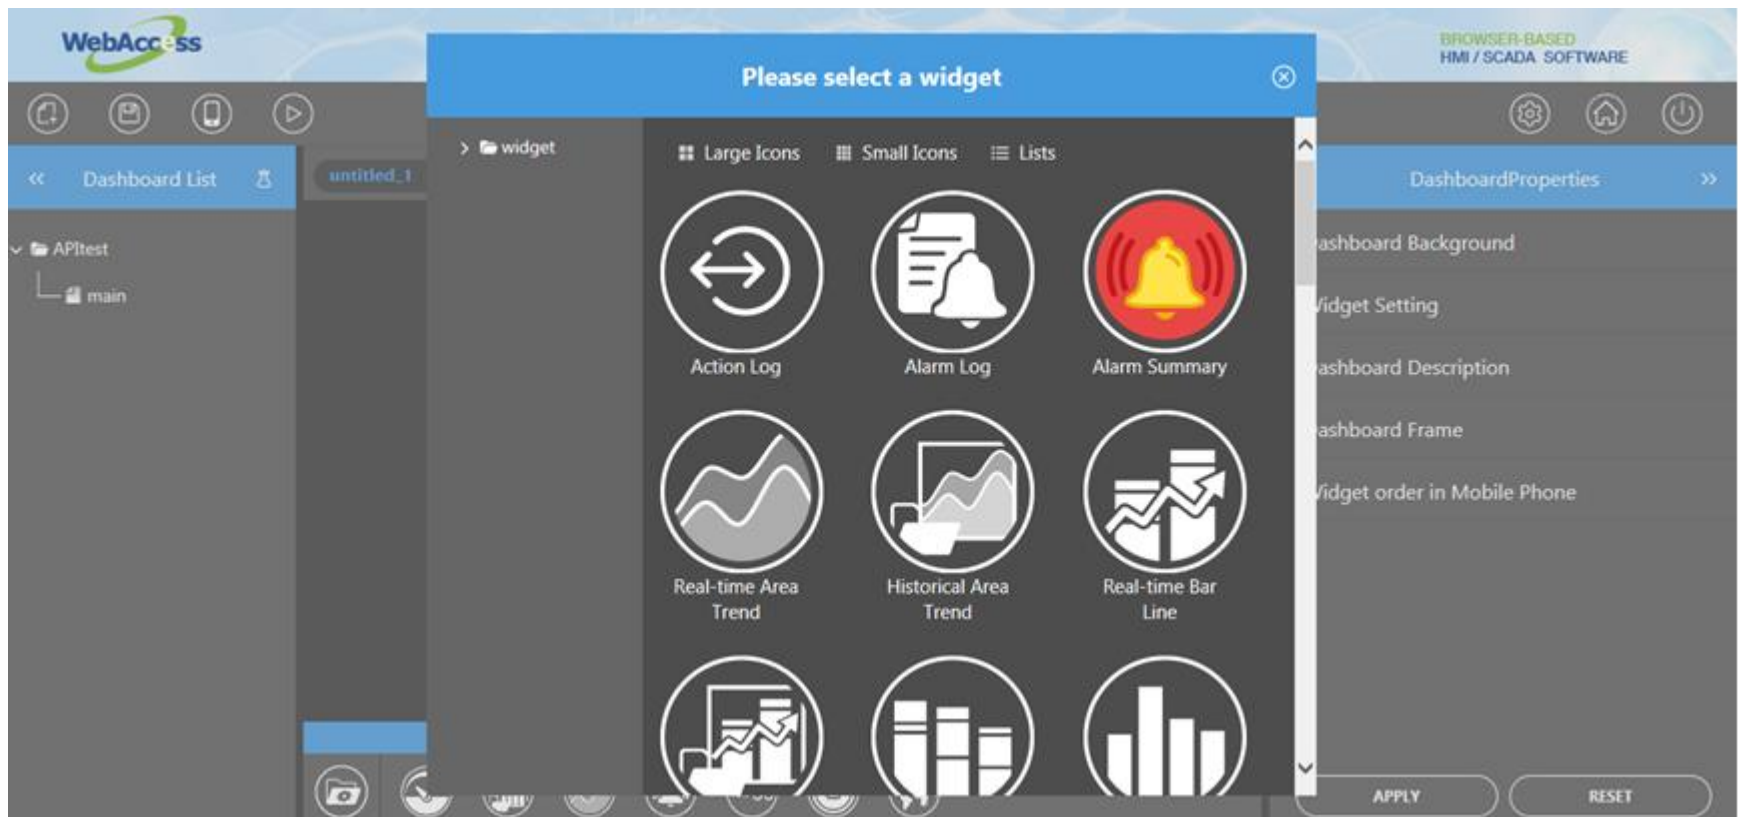 WebAccess
BROWSER-BASED
HMI / SCADA SOFTWARE
Please select a widget
Dashboard List
untitled_1
widget
Large Icons
Small Icons
Lists
DashboardProperties
APItest
main
ashboard Background
Widget Setting
ashboard Description
ashboard Frame
Widget order in Mobile Phone
Action Log
Alarm Log
Alarm Summary
Real-time Area
Trend
Historical Area
Trend
Real-time Bar
Line
APPLY
RESET